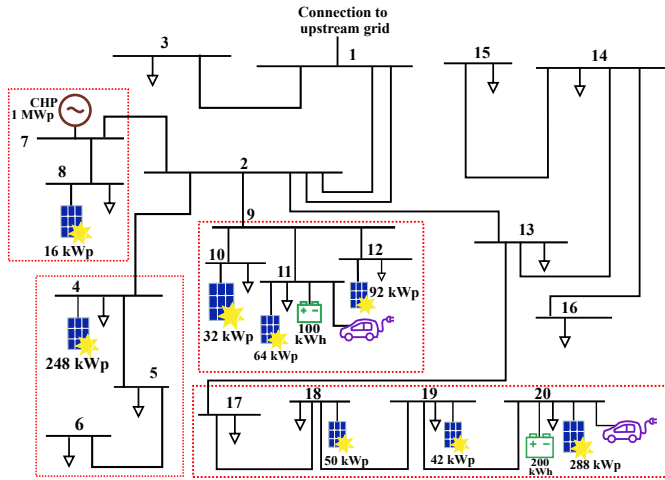 Connection to
upstream grid
3
1
15
14
CHP
1 MWp
7
8
16 kWp
2
9
10
11
12
32 kWp
64 kWp
100
kWh
92 kWp
13
16
4
248 kWp
5
6
17
18
19
20
50 kWp
42 kWp
200
kWh
288 kWp